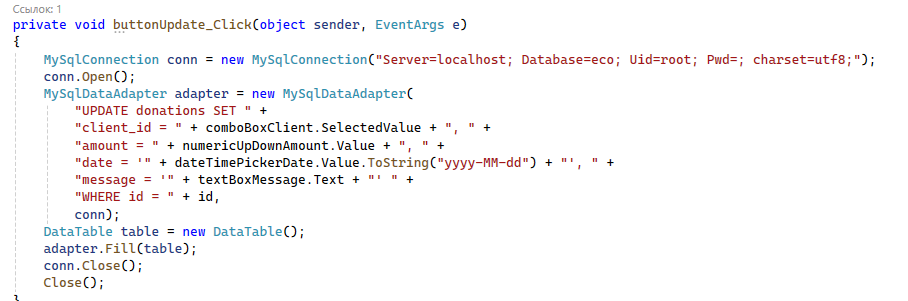 Ссылок: 1
private void buttonUpdate_Click(object sender, EventArgs e)
{
MySqlConnection conn = new MySqlConnection("Server=localhost; Database=eco; Uid=root; Pwd=; charset=utf8;");
conn.Open();
MySqlDataAdapter adapter = new MySqlDataAdapter(
"UPDATE donations SET " +
"client_id = " + comboBoxClient.SelectedValue + ", " +
"amount = " + numericUpDownAmount.Value + ", " +
"date = '" + dateTimePickerDate.Value.ToString("yyyy-MM-dd") + "', " +
"message = '" + textBoxMessage.Text + "' " +
"WHERE id = " + id,
conn);
DataTable table = new DataTable();
adapter.Fill(table);
conn.Close();
Close();
}